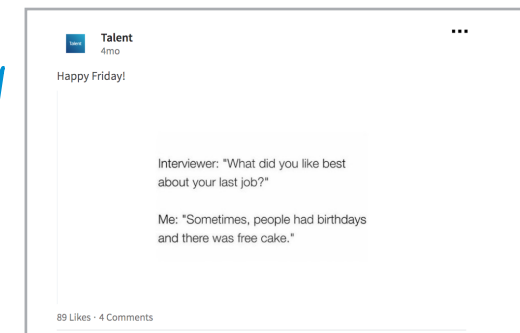 Talent
Talent
4mo
Happy Friday!
Interviewer: "What did you like best
about your last job?"
Me: "Sometimes, people had birthdays
and there was free cake."
89 Likes · 4 Comments